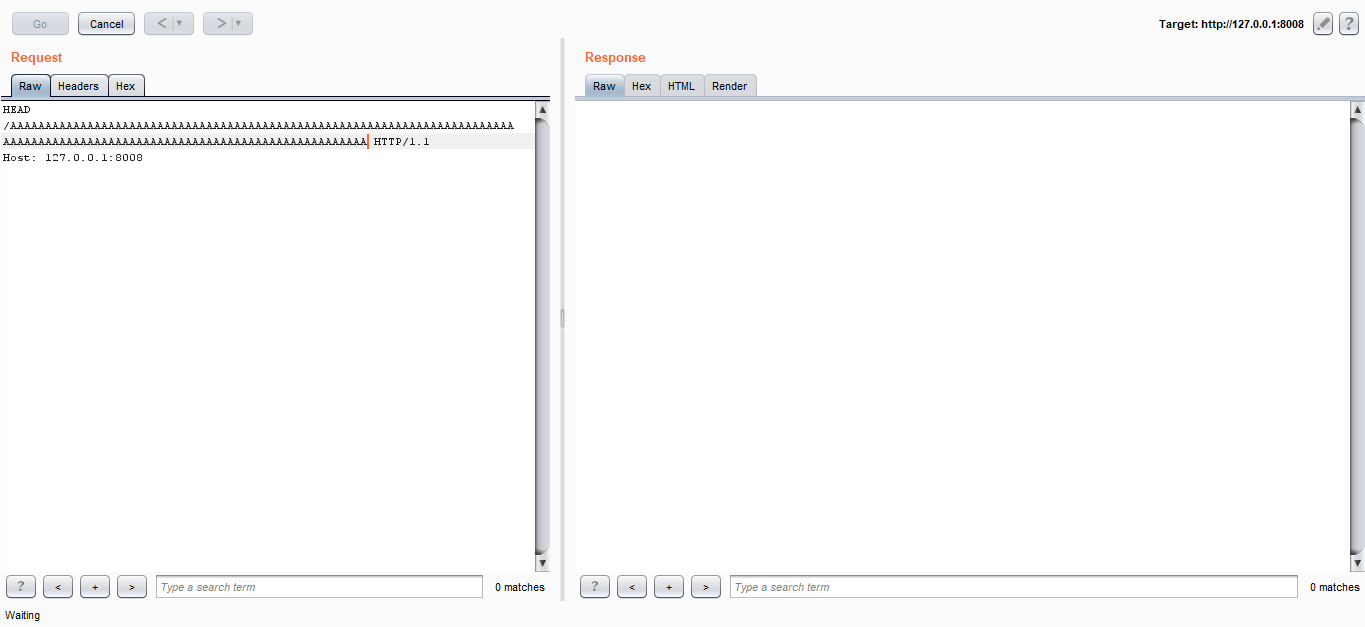 Go
Cancel
<
>
Target: http://127.0.0.1:8008
?
Request
Raw
Headers
Hex
HEAD
/AAAAAAAAAAAAAAAAAAAAAAAAAAAAAAAAAAAAAAAAAAAAAAAAAAAAAAAAAAAAAAAAAAAAAAAA
AAAAAAAAAAAAAAAAAAAAAAAAAAAAAAAAAAAAAAAAAAAAAAAAAAAA HTTP/1.1
Host: 127.0.0.1:8008
?
<
+
>
Type a search term
0 matches
Response
Raw
Hex
HTML
Render
?
<
+
>
Type a search term
0 matches
Waiting